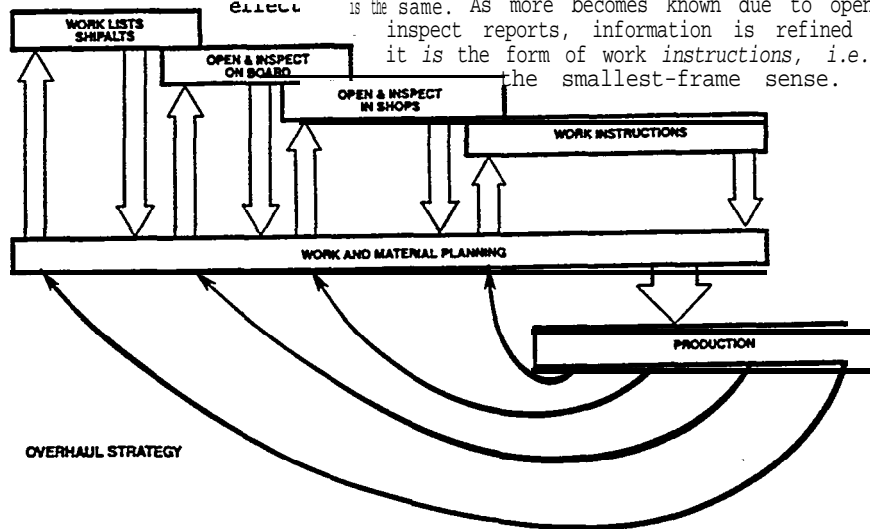 effect is the same. As more becomes known due to open
inspect reports, information is refined
it is the form of work instructions, i.e.
the smallest-frame sense.
WORK LISTS
SHIPALTS
OPEN & INSPECT
ON BOARD
OPEN & INSPECT
IN SHOPS
WORK INSTRUCTIONS
WORK AND MATERIAL PLANNING
PRODUCTION
OVERHAUL STRATEGY